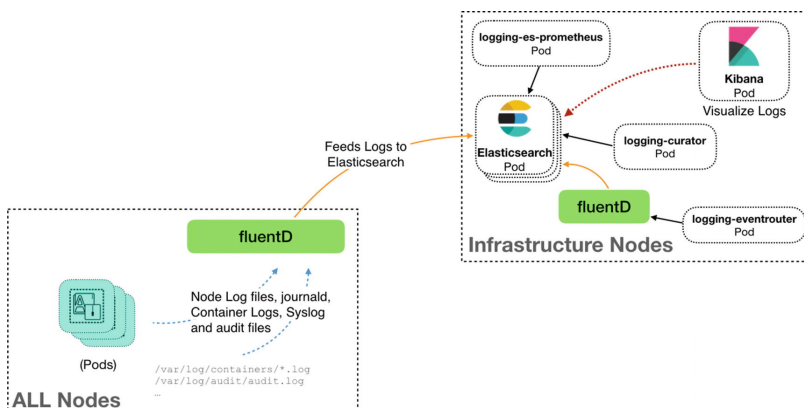 logging-es-prometheus
Pod
Kibana
Pod
Visualize Logs
Feeds Logs to
Elasticsearch
Elasticsearch
Pod
logging-curator
Pod
fluentD
logging-eventrouter
Pod
Infrastructure Nodes
fluentD
Node Log files, journald,
Container Logs, Syslog
and audit files
(Pods)
/var/log/containers/*.log
/var/log/audit/audit.log
…
ALL Nodes